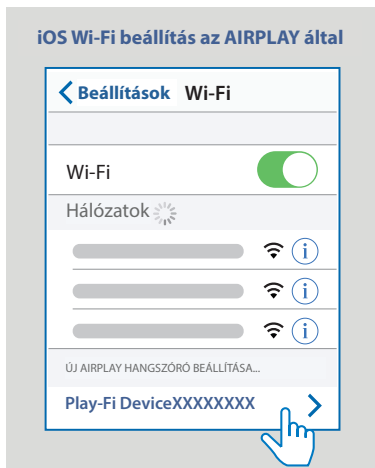 iOS Wi-Fi beállítás az AIRPLAY által
Beállítások Wi-Fi
Wi-Fi
Hálózatok
i
i
i
ÚJ AIRPLAY HANGSZÓRÓ BEÁLLÍTÁSA...
Play-Fi DeviceXXXXXXXX